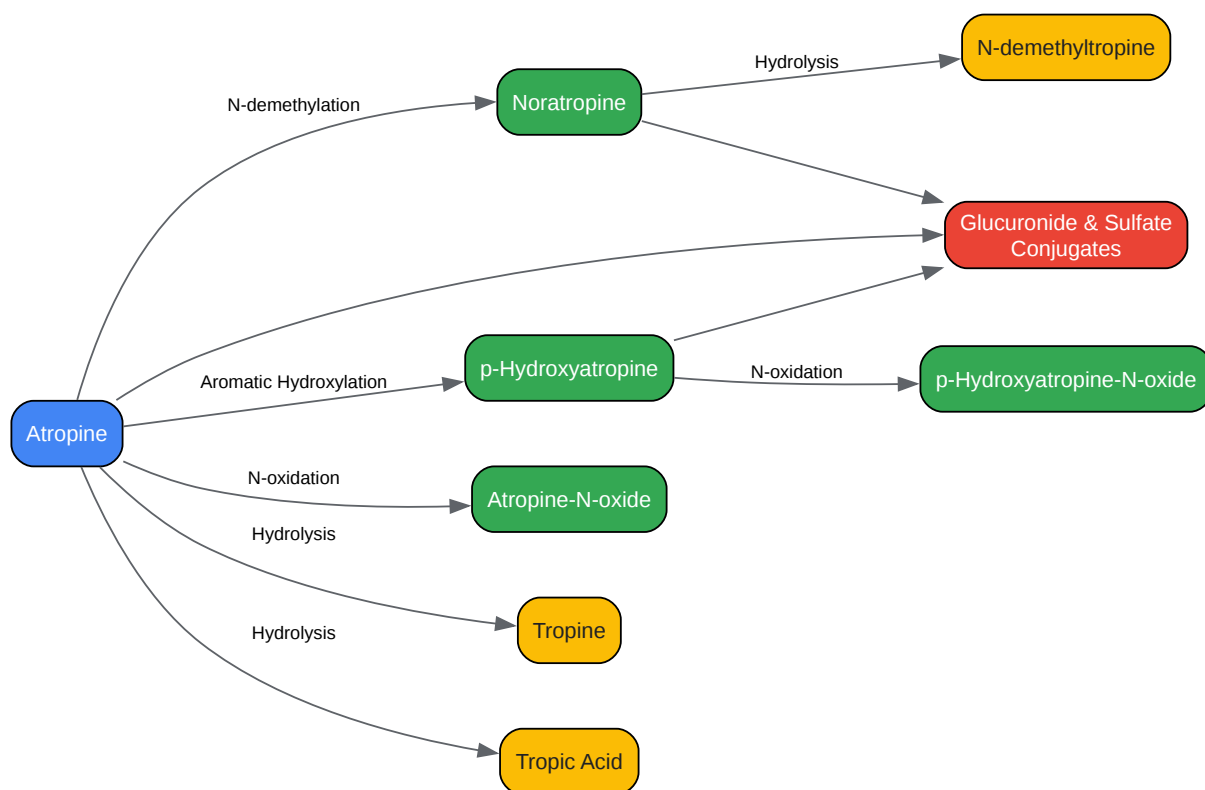 N-demethyltropine
Hydrolysis
N-demethylation
Noratropine
Glucuronide & Sulfate
Conjugates
p-Hydroxyatropine
N-oxidation
p-Hydroxyatropine-N-oxide
Aromatic Hydroxylation
Atropine
N-oxidation
Atropine-N-oxide
Hydrolysis
Tropine
Hydrolysis
Tropic Acid